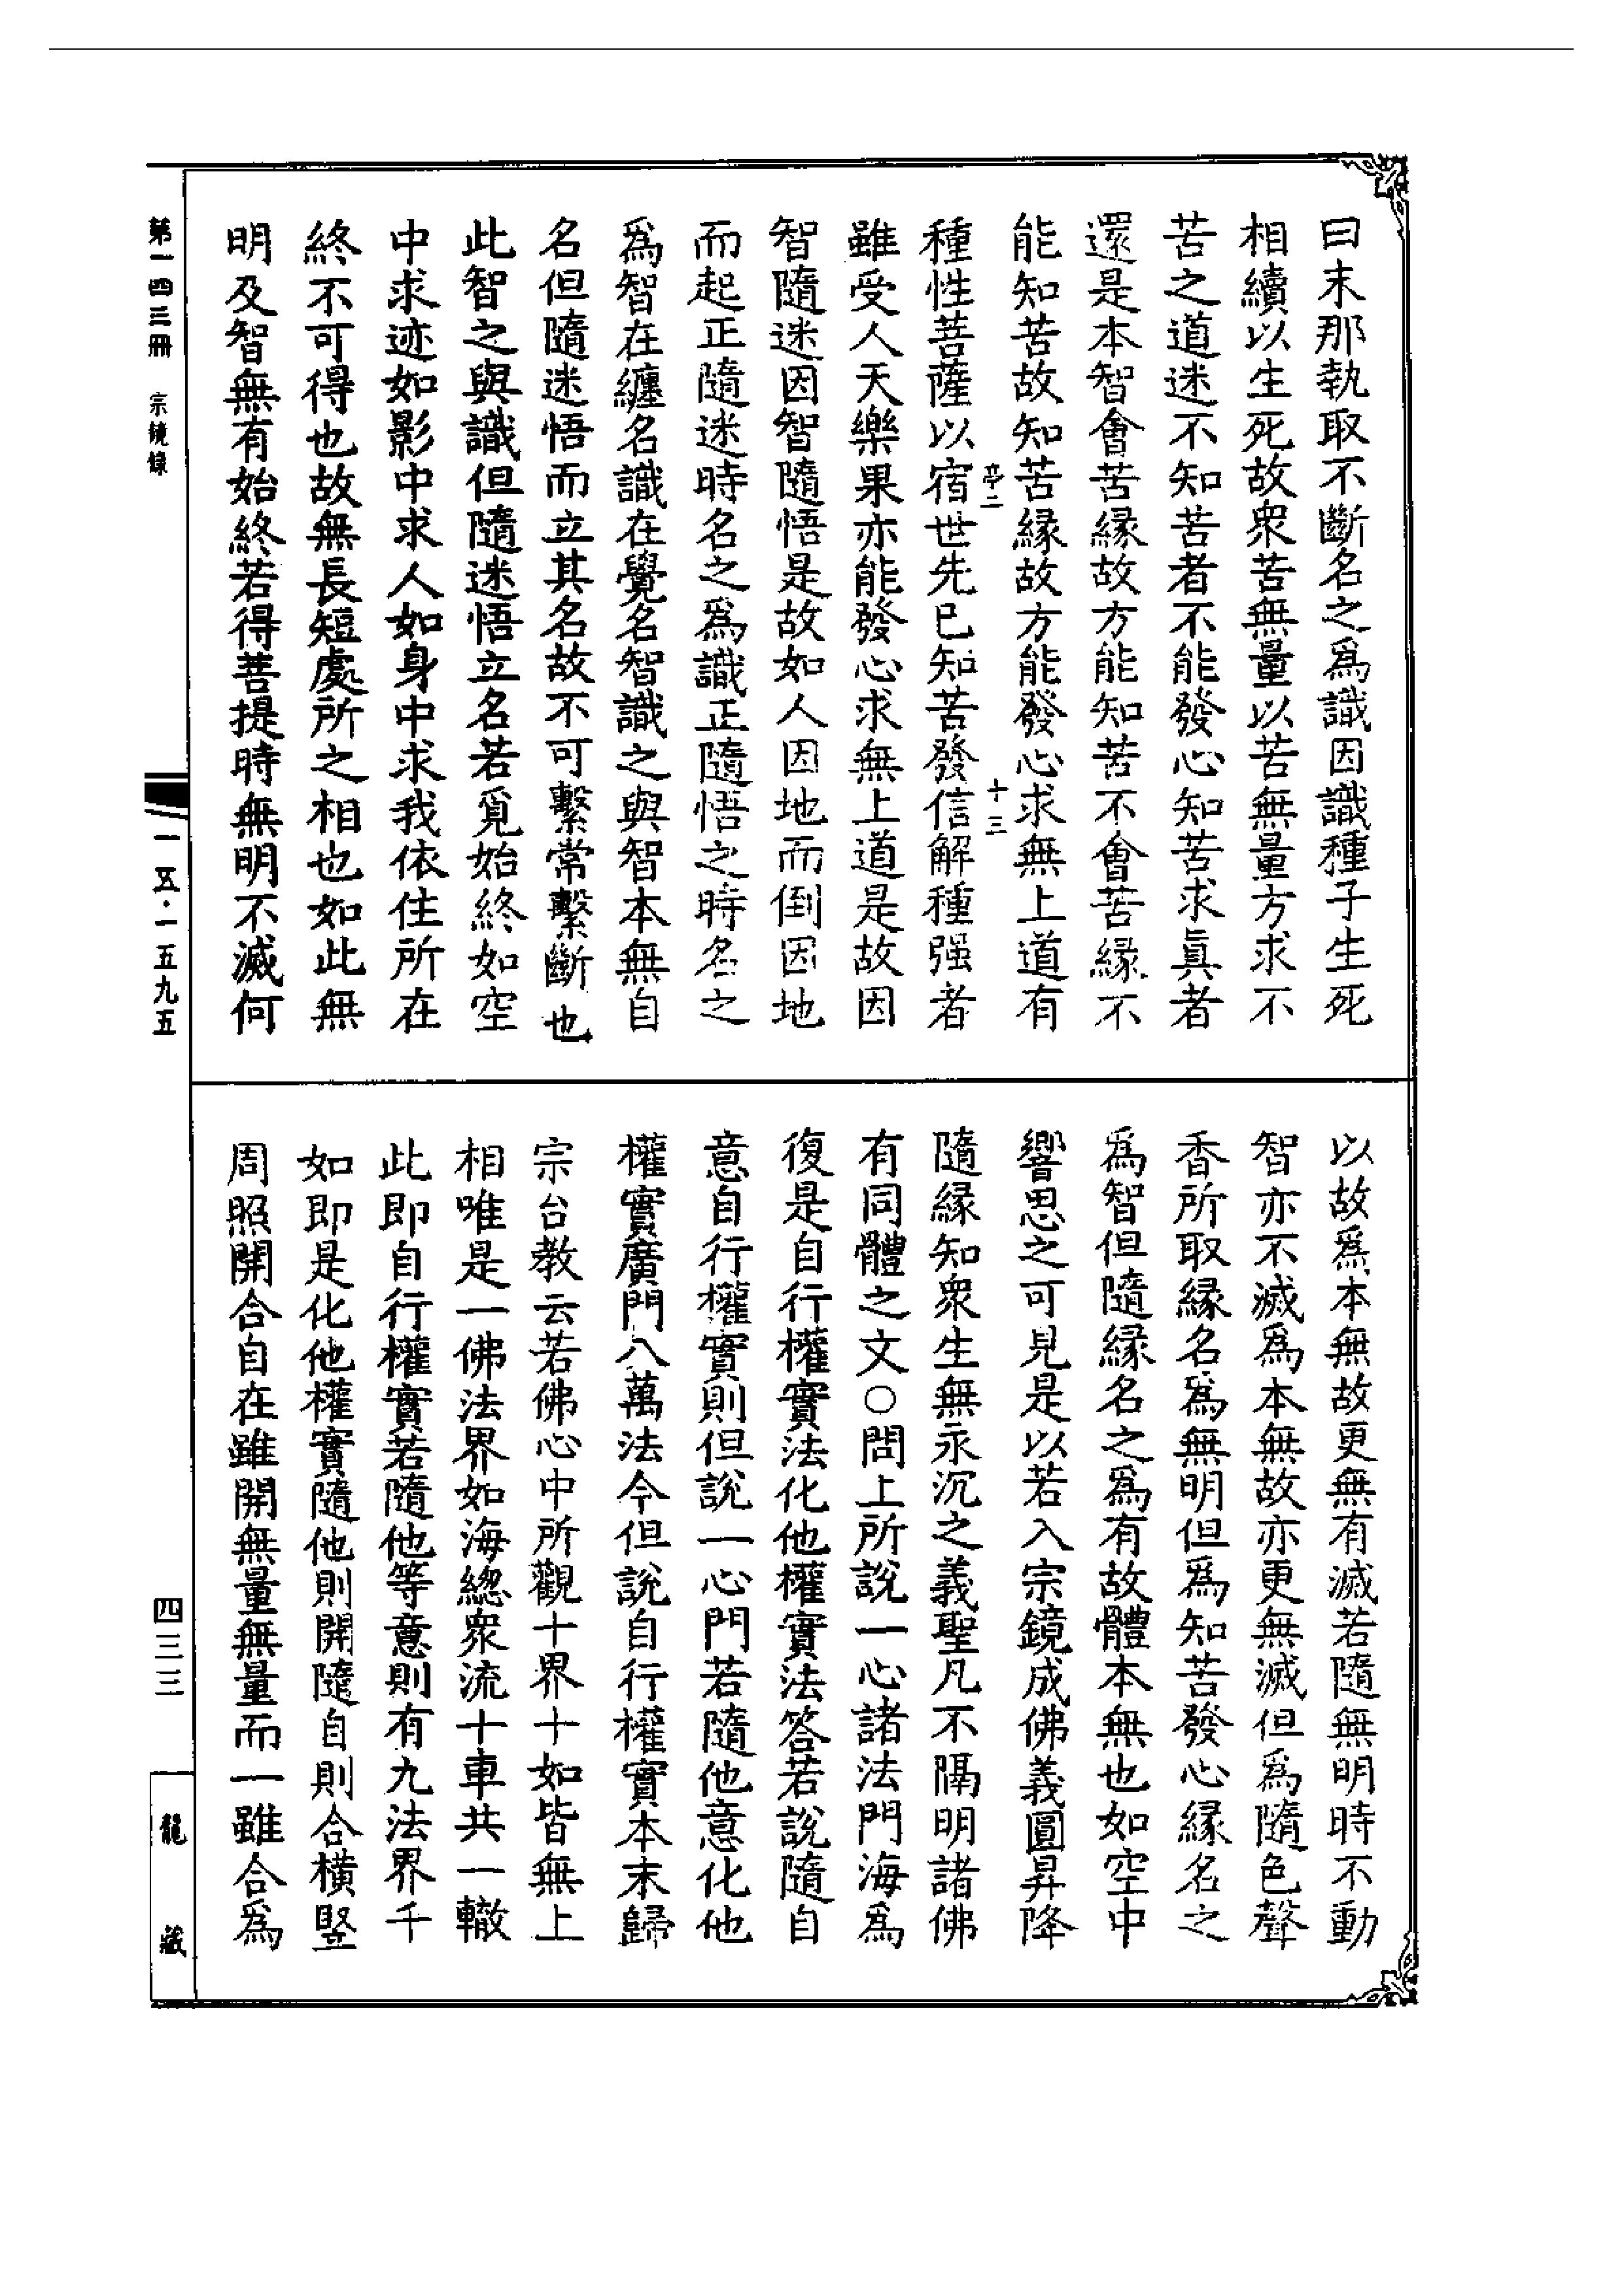 曰末那執取不斷名之爲識因識種子生死
相續以生死故衆苦無量以苦無量方求不
苦之道迷不知苦者不能發心知苦求眞者
還是本智會苦緣故方能知苦不會苦緣不
能知苦故知苦緣故方能發心求無上道有
種性菩薩以宿世先已知苦發信解種强者
雖受人天樂果亦能發心求無上道是故因
智隨迷因智隨悟是故如人因地而倒因地
而起正隨迷時名之爲識正隨悟之時名之
爲智在纏名識在覺名智識之與智本無自
名但隨迷悟而立其名故不可繫常繫斷也
此智之與識但隨迷悟立名若覓始終如空
中求迹如影中求人如身中求我依住所在
終不可得也故無長短處所之相也如此無
明及智無有始終若得菩提時無明不滅何
以故爲本無故更無有滅若隨無明時不動
智亦不滅爲本無故亦更無滅但爲隨色聲
香所取緣名爲無明但爲知苦發心緣名之
爲智但隨緣名之爲有故體本無也如空中
響思之可見是以若入宗鏡成佛義圓昇降
隨緣知衆生無永沉之義聖凡不隔明諸佛
有同體之文○問上所說一心諸法門海爲
復是自行權實法化他權實法答若說隨自
意自行權實則但說一心門若隨他意化他
權實廣門八萬法今但說自行權實本末歸
宗台教云若佛心中所觀十界十如皆無上
相唯是一佛法界如海總衆流十車共一轍
此即自行權實若隨他等意則有九法界千
如即是化他權實隨他則開隨自則合橫竪
周照開合自在雖開無量無量而一雖合爲
十三
第一四三冊 宗鏡錄
一五·一五九五
四三三
龍藏